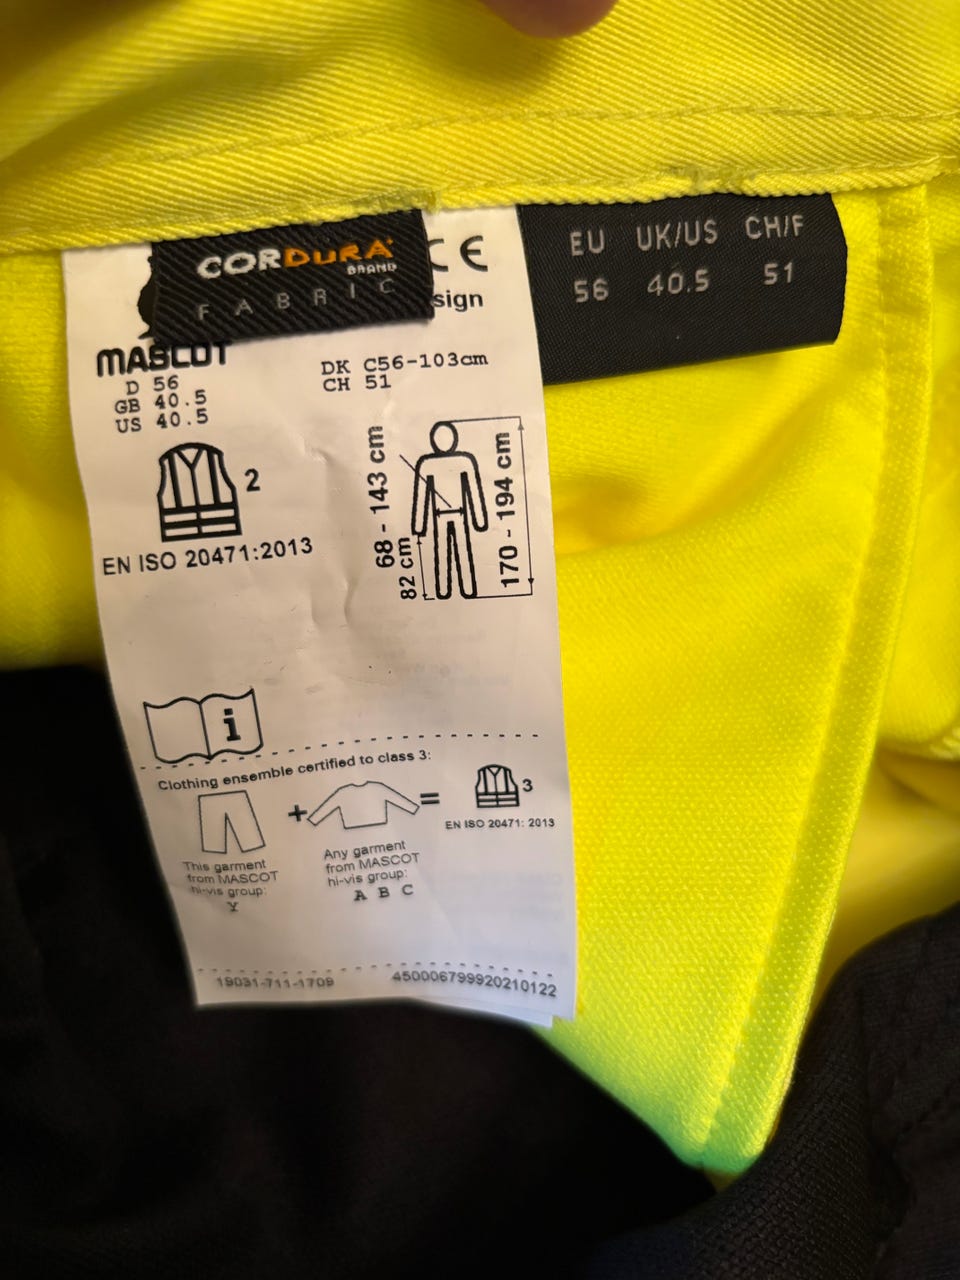 CORDURA
BRAND
FABRIC
CE
sign
EU UK/US CH/F
56 40.5 51
MASCOT
D 56
GB 40.5
US 40.5
DK C56-103cm
CH 51
2
EN ISO 20471:2013
68 - 143 cm
82 cm
170 - 194 cm
i
Clothing ensemble certified to class 3:
+ = 3
EN ISO 20471: 2013
This garment
from MASCOT
hi-vis group:
Y
Any garment
from MASCOT
hi-vis group:
A B C
19031-711-1709
450006799920210122